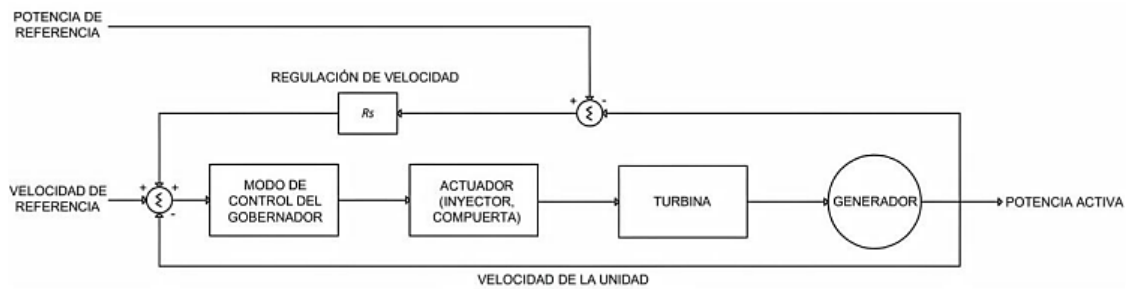 POTENCIA DE
REFERENCIA
REGULACIÓN DE VELOCIDAD
+
-
Rs
VELOCIDAD DE
REFERENCIA
+
+
-
MODO DE
CONTROL DEL
GOBERNADOR
ACTUADOR
(INYECTOR,
COMPUERTA)
TURBINA
GENERADOR
POTENCIA ACTIVA
VELOCIDAD DE LA UNIDAD